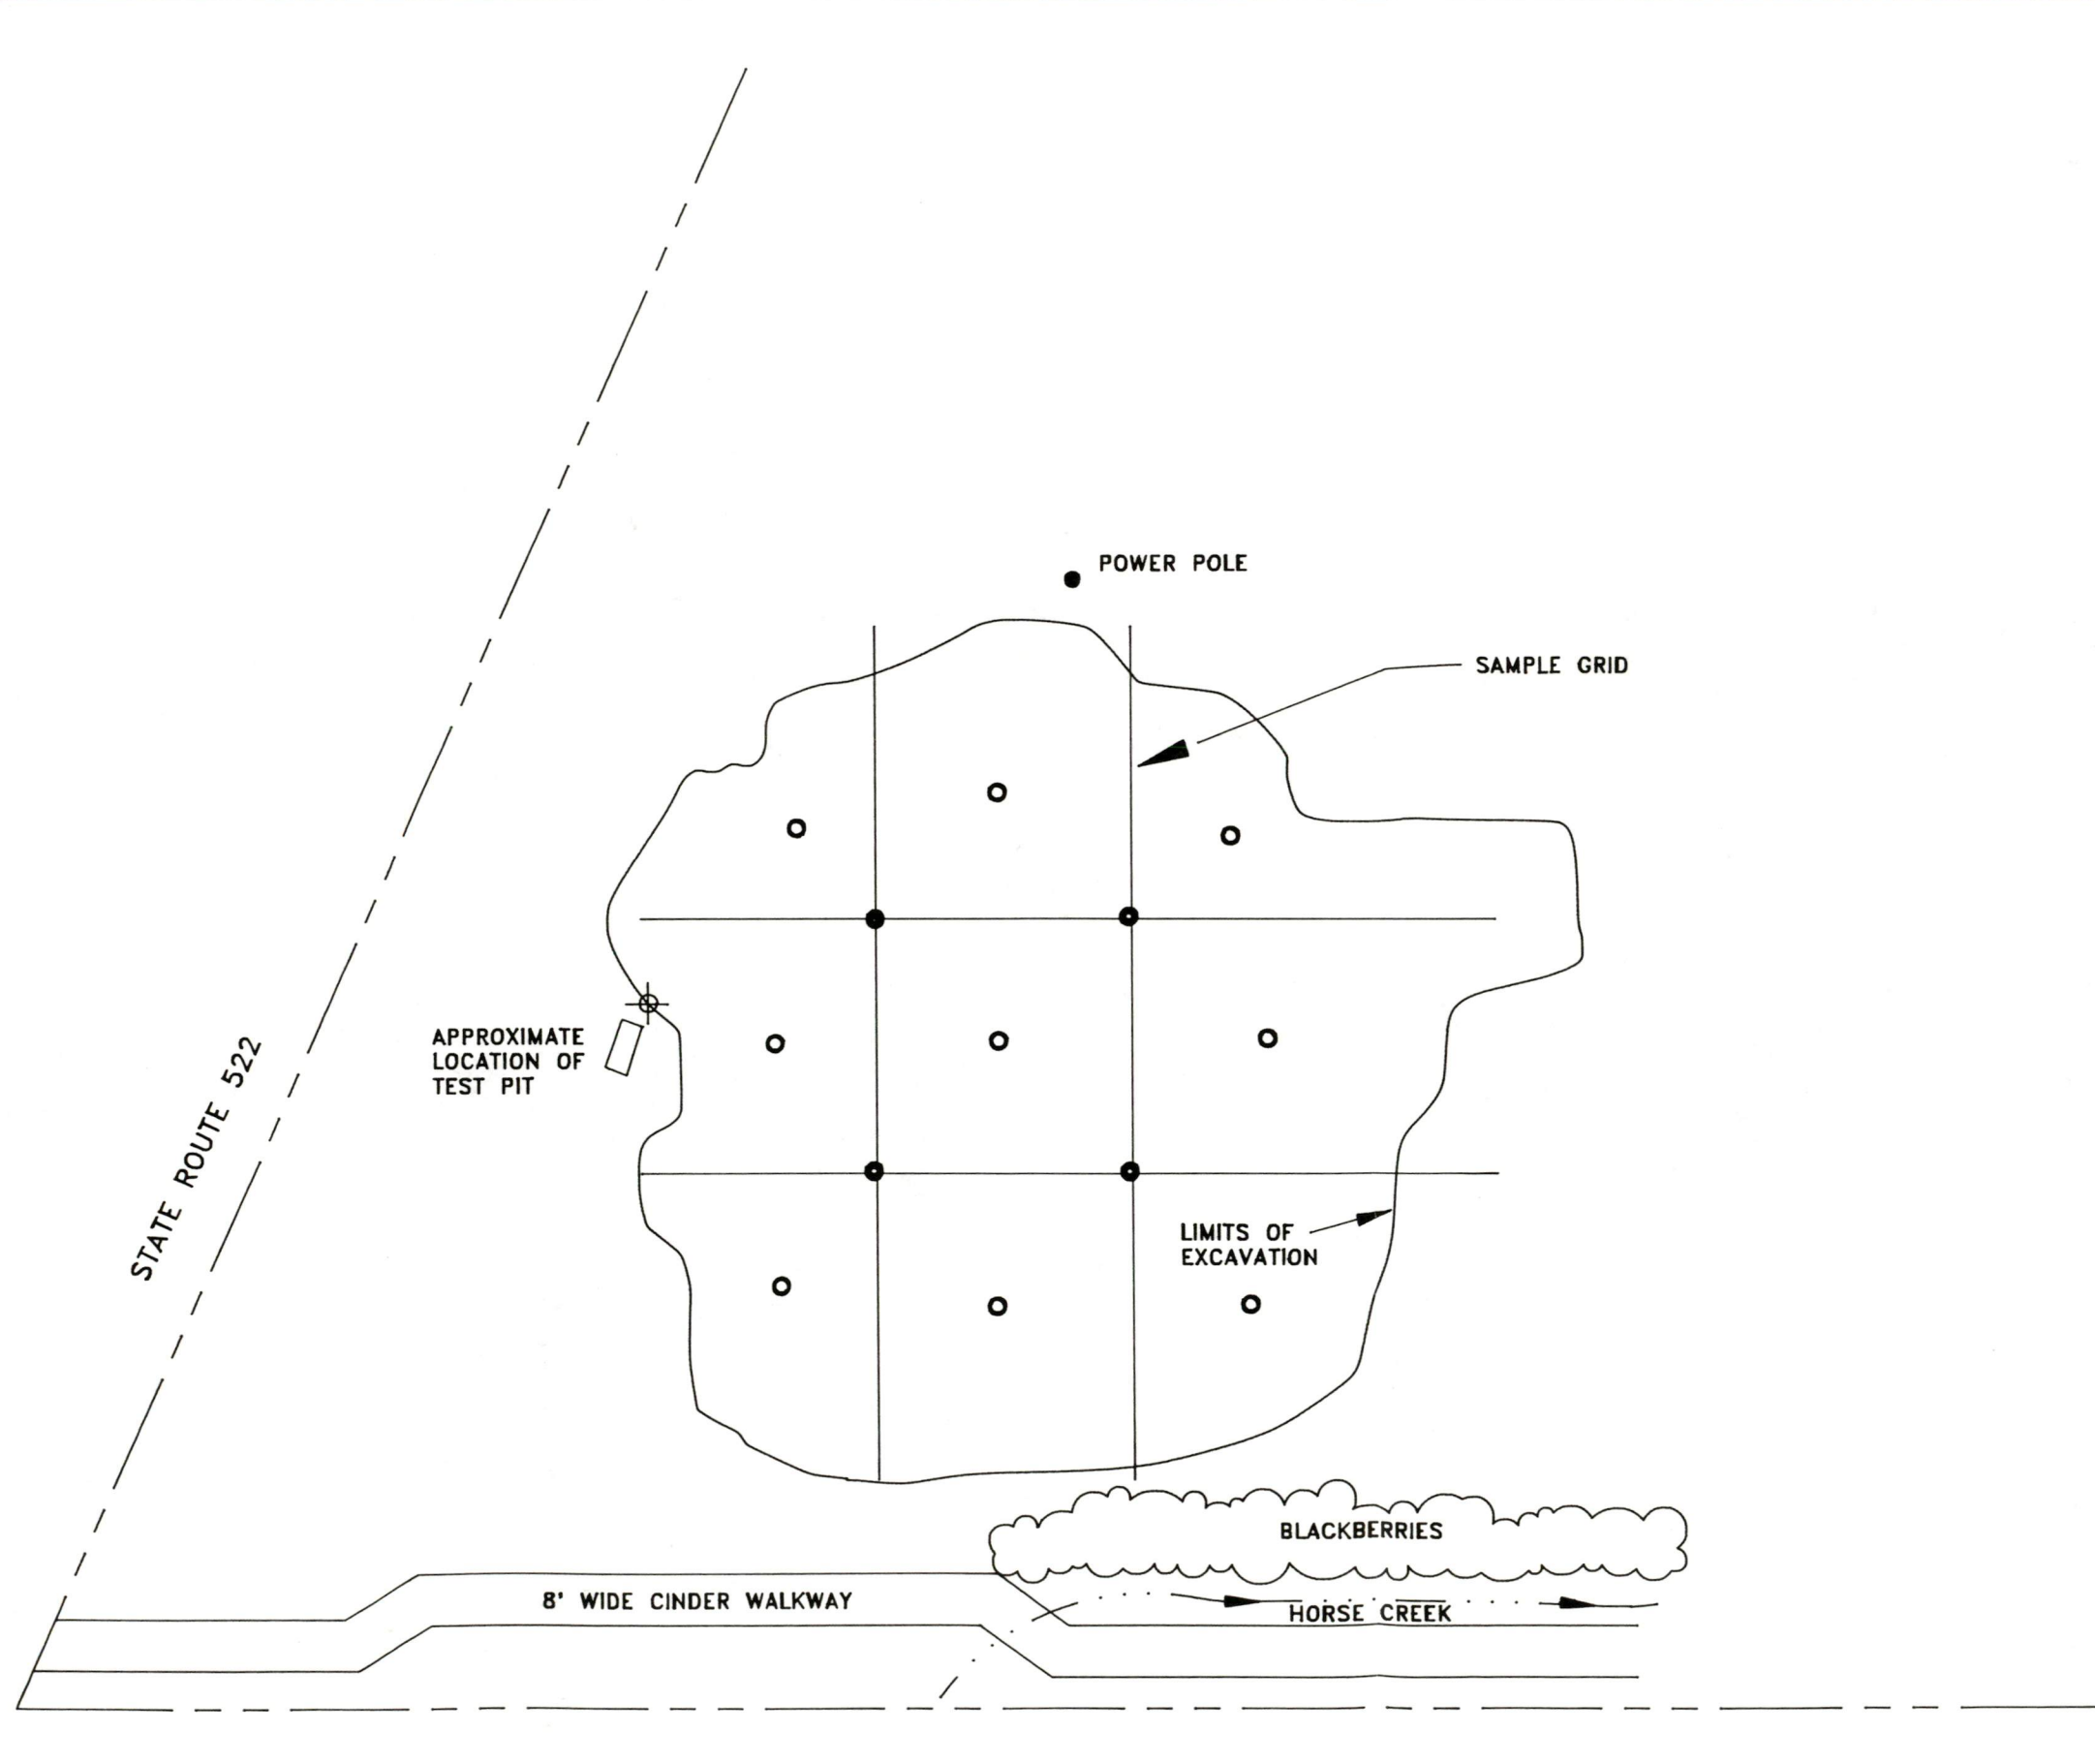 POWER POLE
SAMPLE GRID
APPROXIMATE
LOCATION OF
TEST PIT
STATE ROUTE 522
LIMITS OF
EXCAVATION
BLACKBERRIES
8' WIDE CINDER WALKWAY
HORSE CREEK